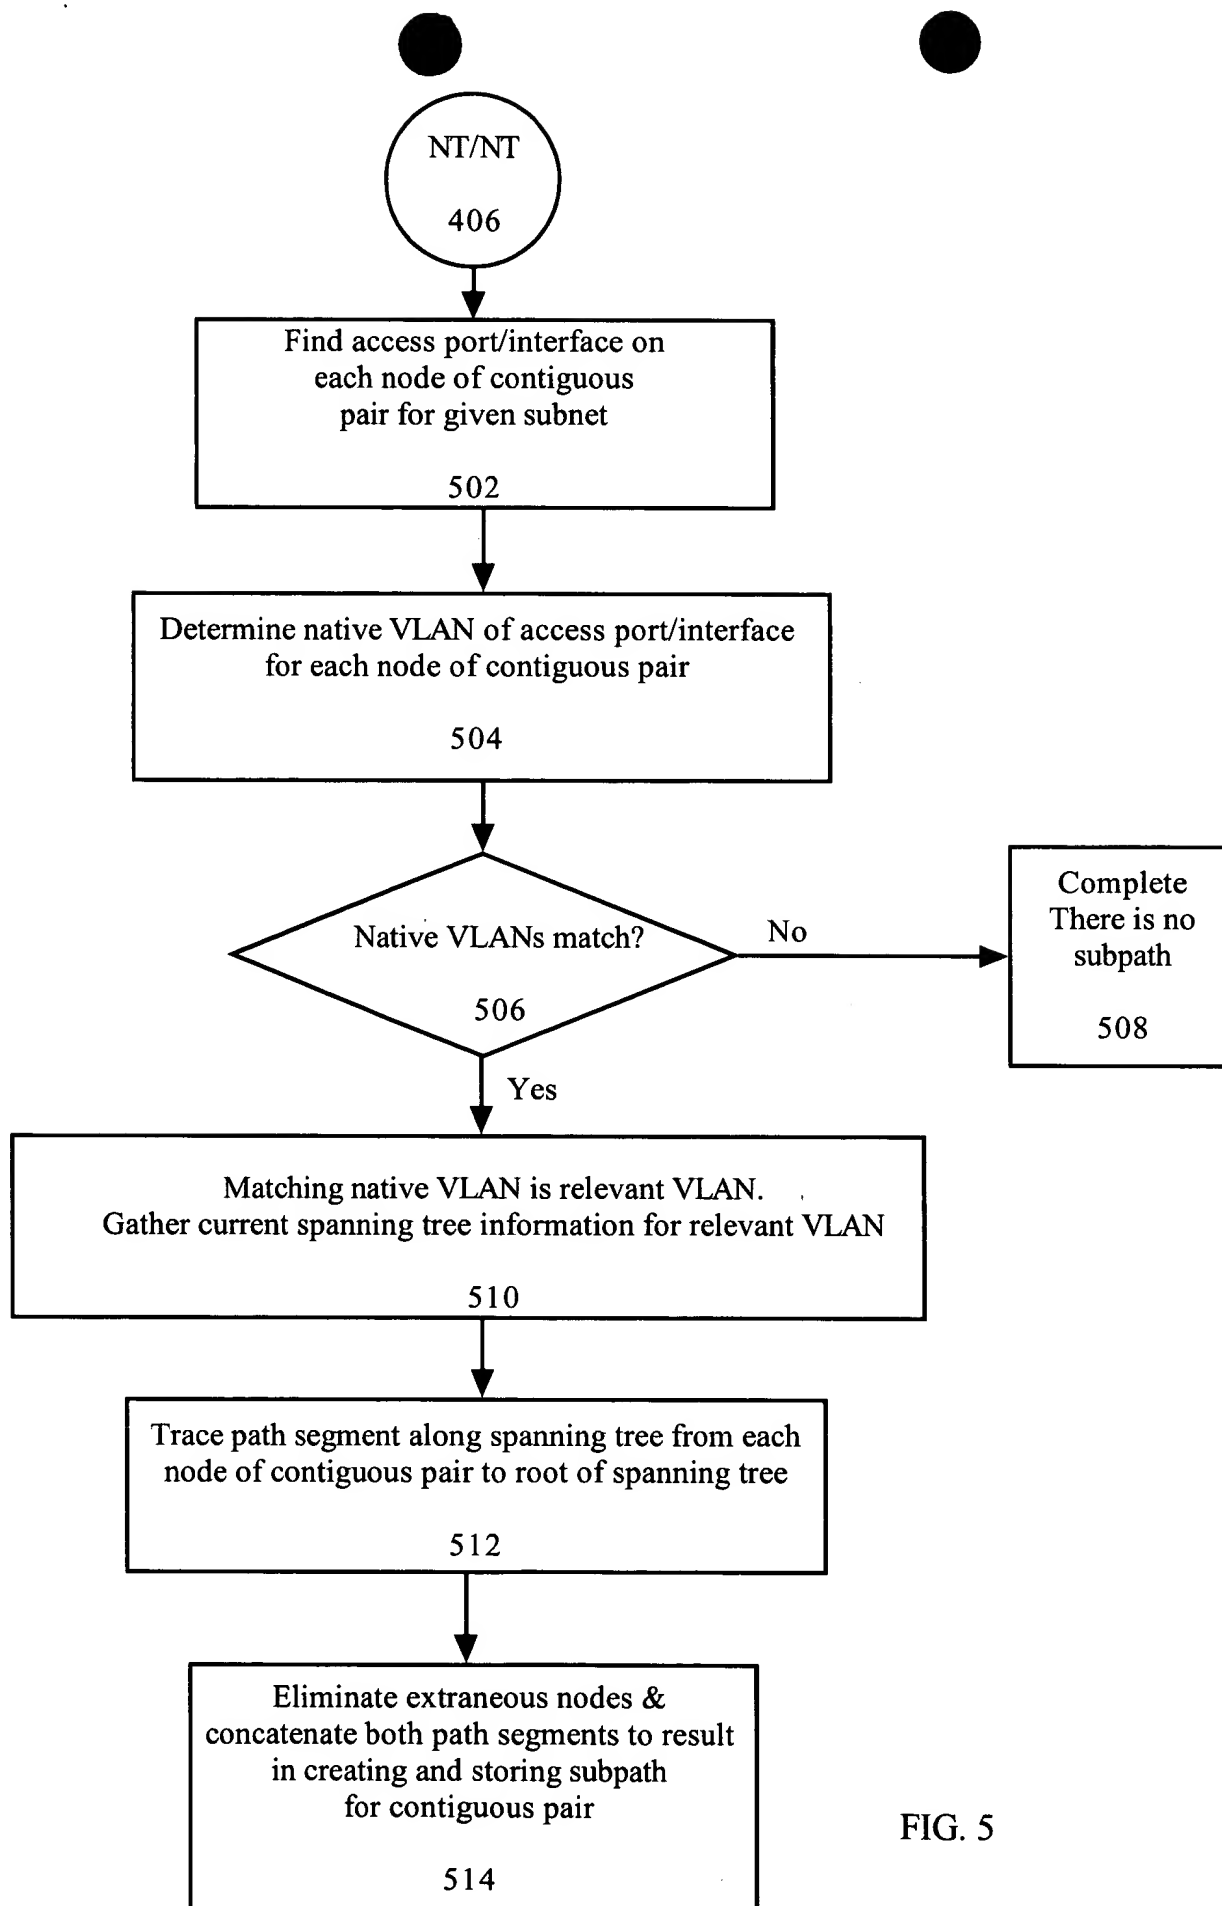 NT/NT
406
Find access port/interface on
each node of contiguous
pair for given subnet
502
Determine native VLAN of access port/interface
for each node of contiguous pair
504
Native VLANs match?
506
No
Complete
There is no
subpath
508
Yes
Matching native VLAN is relevant VLAN.
Gather current spanning tree information for relevant VLAN
510
Trace path segment along spanning tree from each
node of contiguous pair to root of spanning tree
512
Eliminate extraneous nodes &
concatenate both path segments to result
in creating and storing subpath
for contiguous pair
514
FIG. 5